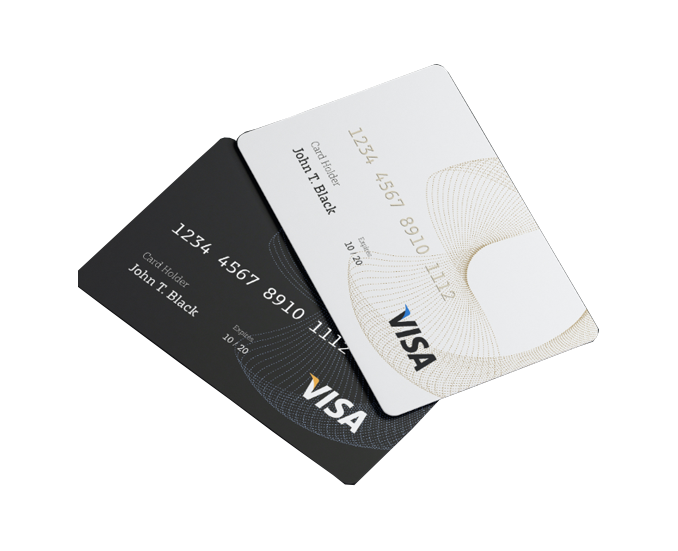 1234 4567 8910 1112
Card Holder
John T. Black
Expires
10 / 20
VISA
1234 4567 8910 1112
Card Holder
John T. Black
Expires
10 / 20
VISA